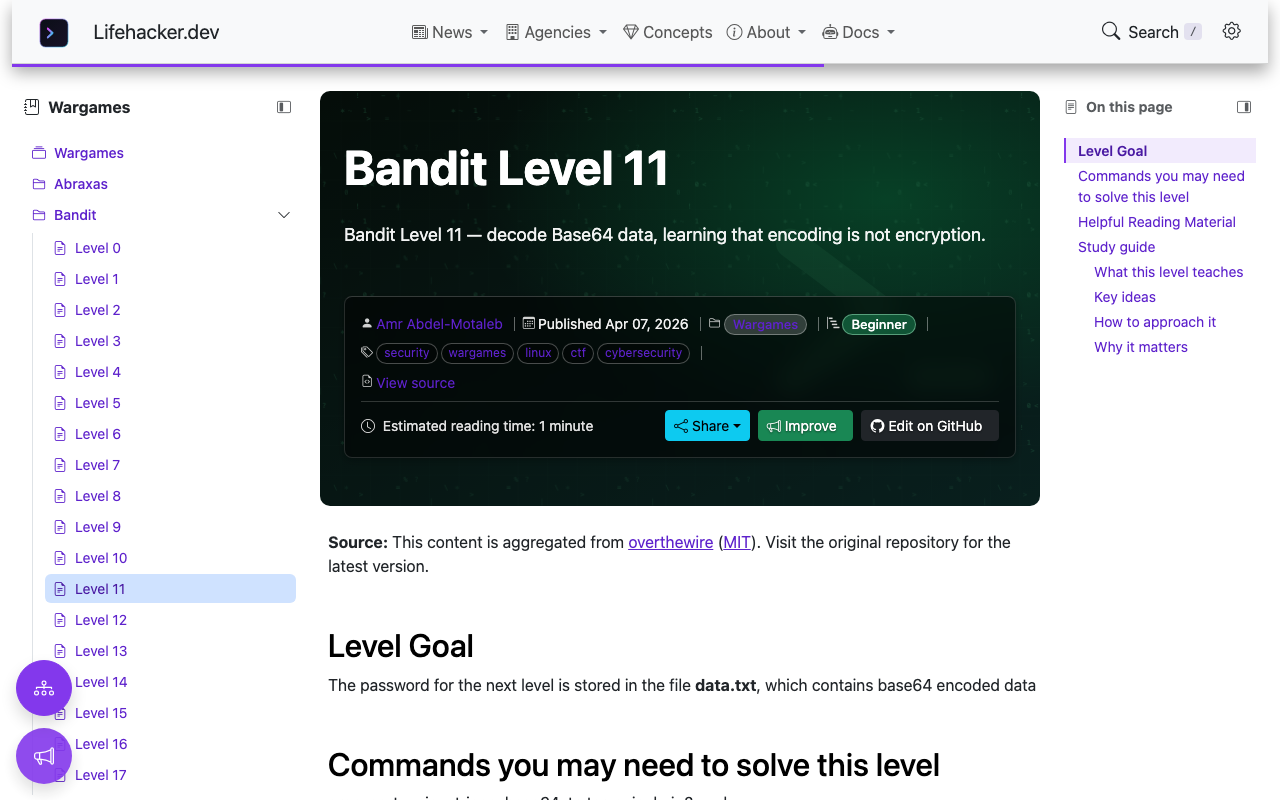 Lifehacker.dev
News
Agencies
Concepts
About
Docs
Search /
Wargames
Wargames
Abraxas
Bandit
Level 0
Level 1
Level 2
Level 3
Level 4
Level 5
Level 6
Level 7
Level 8
Level 9
Level 10
Level 11
Level 12
Level 13
Level 14
Level 15
Level 16
Level 17
Bandit Level 11
Bandit Level 11 — decode Base64 data, learning that encoding is not encryption.
Amr Abdel-Motaleb | Published Apr 07, 2026 | Wargames | Beginner |
security wargames linux ctf cybersecurity |
View source
Estimated reading time: 1 minute
Share
Improve
Edit on GitHub
Source: This content is aggregated from overthewire (MIT). Visit the original repository for the
latest version.
Level Goal
The password for the next level is stored in the file data.txt, which contains base64 encoded data
Commands you may need to solve this level
On this page
Level Goal
Commands you may need
to solve this level
Helpful Reading Material
Study guide
What this level teaches
Key ideas
How to approach it
Why it matters